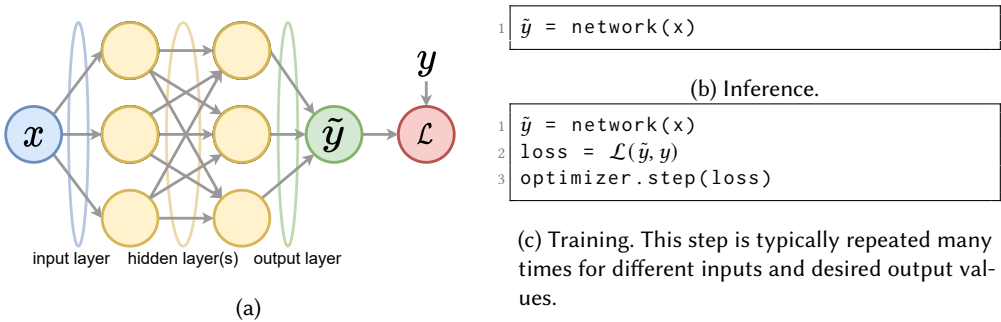 y
x
ỹ
ℒ
input layer
hidden layer(s)
output layer
(a)
1 ỹ = network(x)
(b) Inference.
1 ỹ = network(x)
2 loss = ℒ(ỹ, y)
3 optimizer.step(loss)
(c) Training. This step is typically repeated many
times for different inputs and desired output val-
ues.